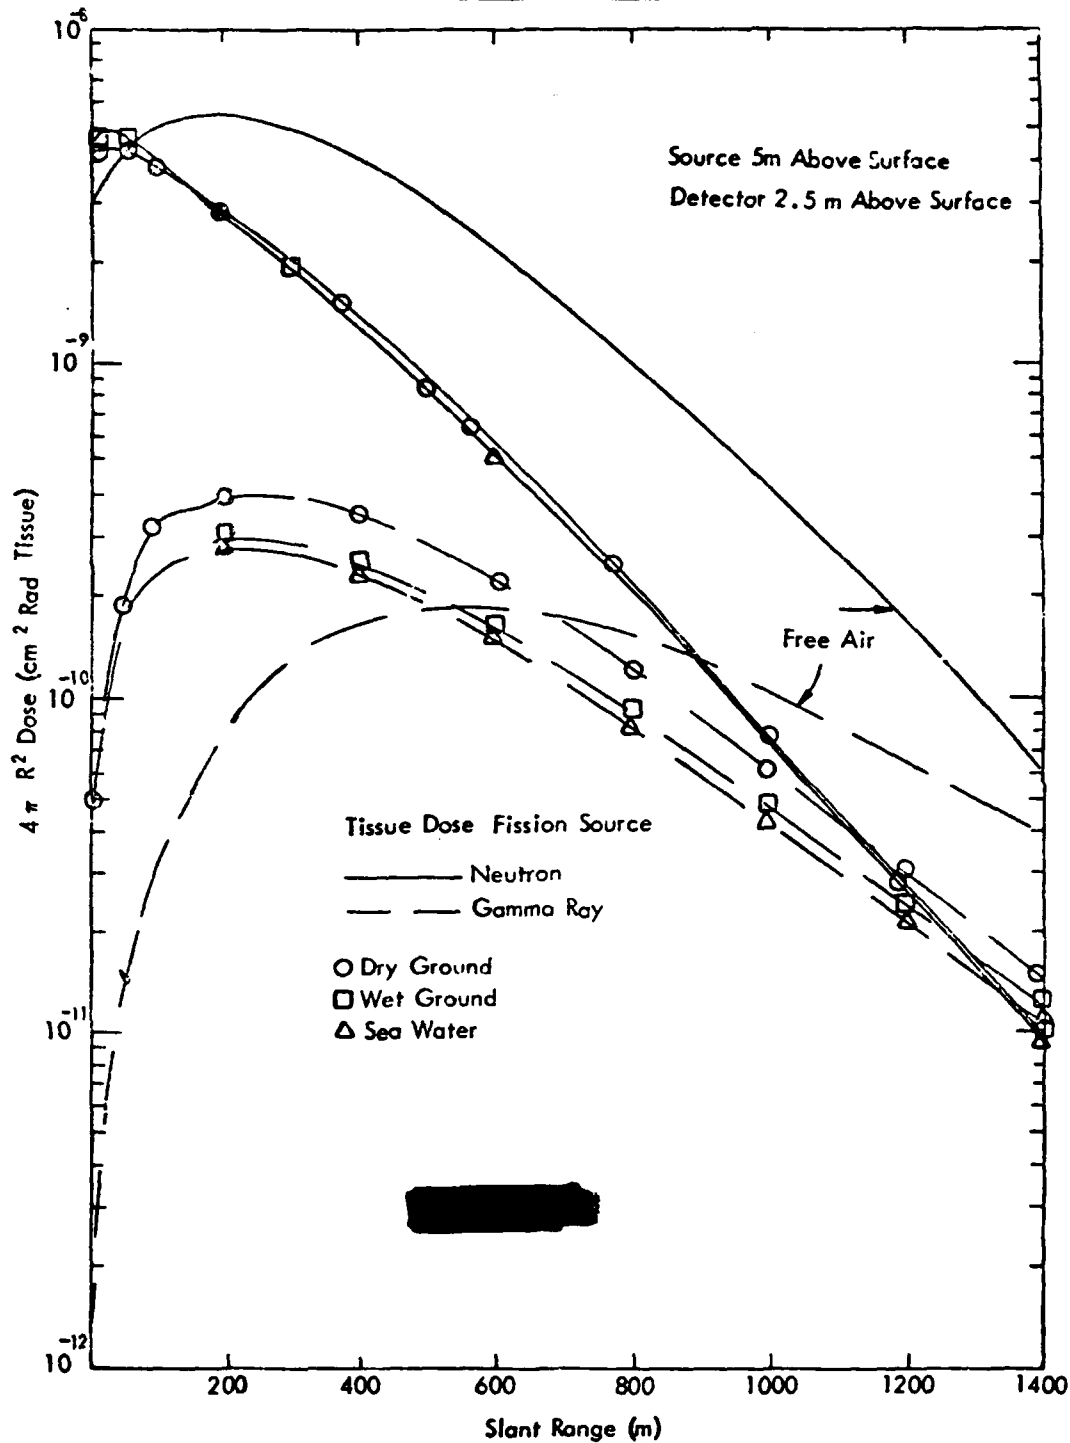 10-6
Source 5m Above Surface
Detector 2.5 m Above Surface
10-9
4π R2 Dose (cm2 Rad Tissue)
Free Air
10-10
Tissue Dose Fission Source
Neutron
Gamma Ray
Dry Ground
Wet Ground
Sea Water
10-11
10-12
200 400 600 800 1000 1200 1400
Slant Range (m)